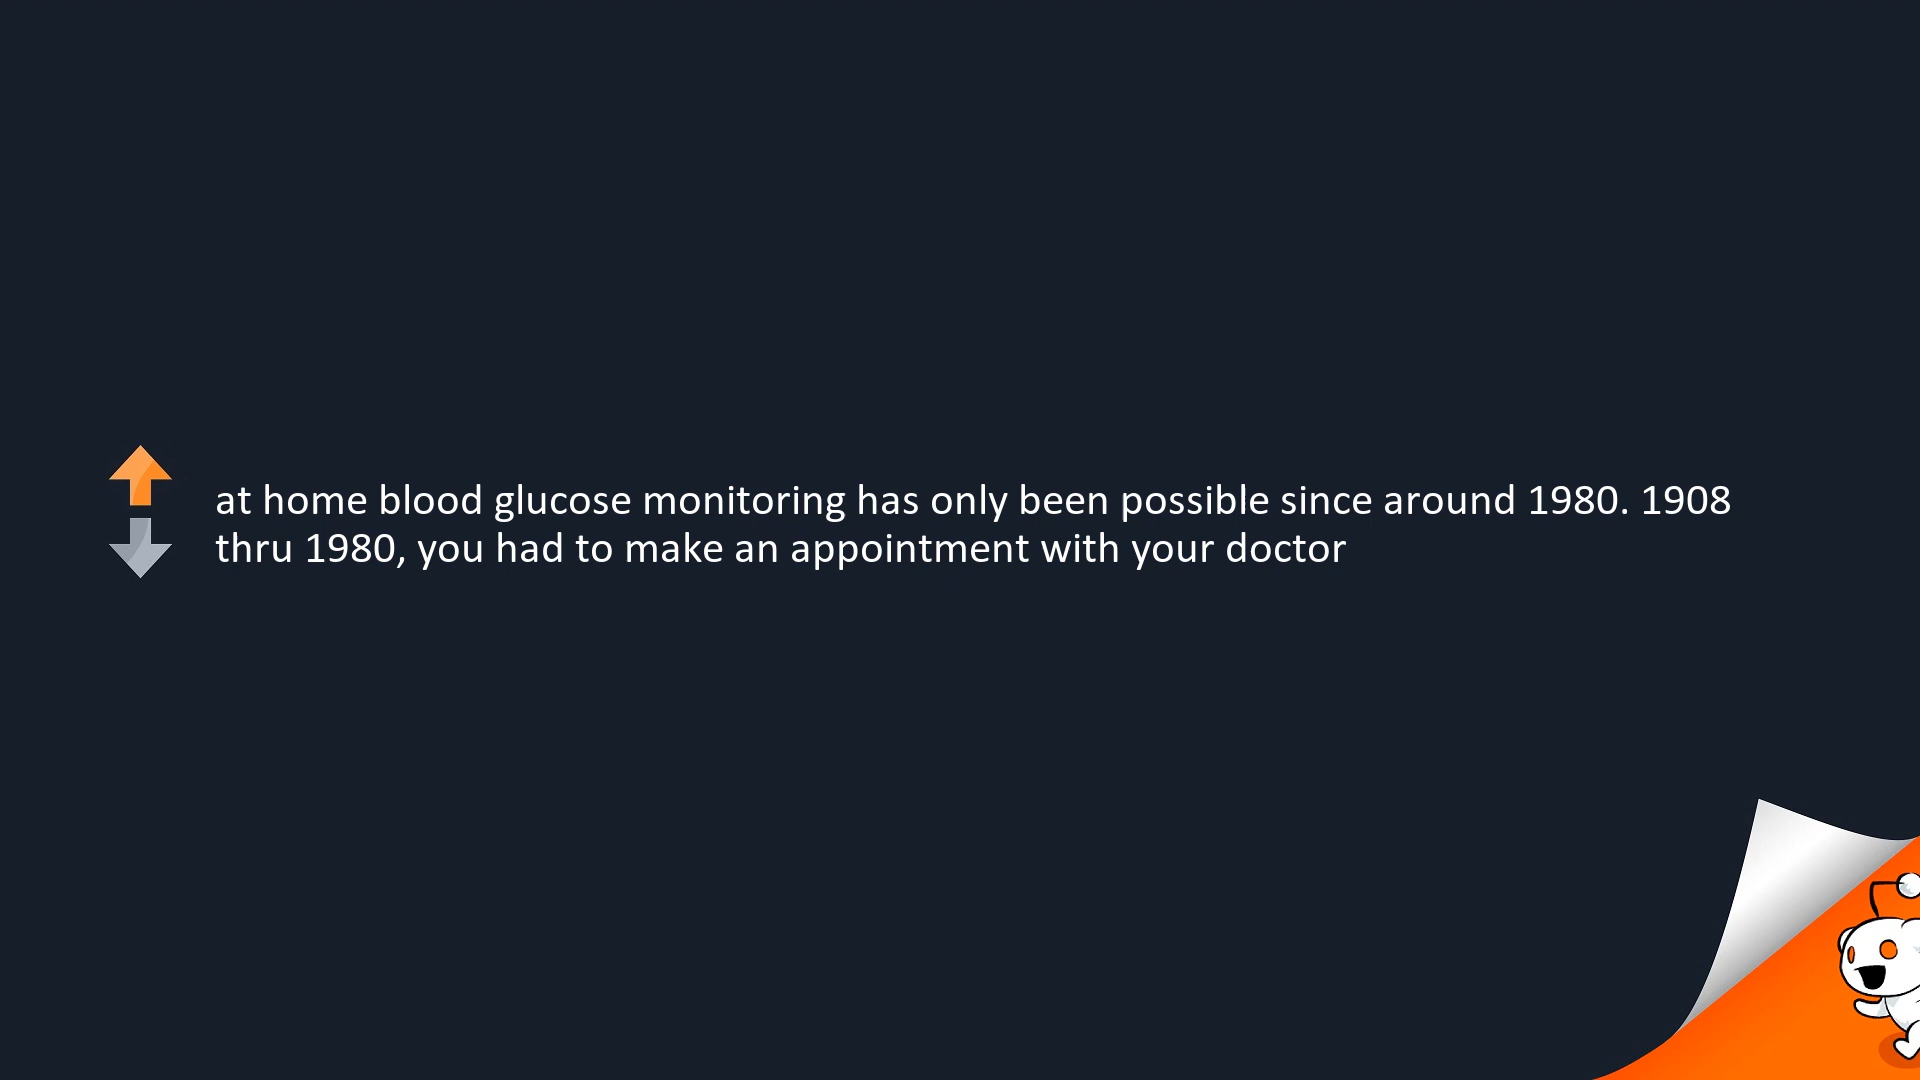 at home blood glucose monitoring has only been possible since around 1980. 1908
thru 1980, you had to make an appointment with your doctor